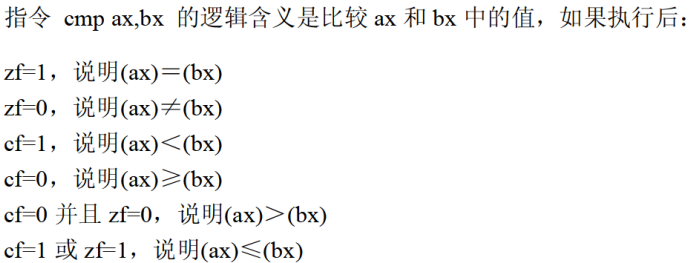 指令 cmp ax,bx 的逻辑含义是比较 ax 和 bx 中的值，如果执行后：
zf=1，说明(ax)＝(bx)
zf=0，说明(ax)≠(bx)
cf=1，说明(ax)＜(bx)
cf=0，说明(ax)≥(bx)
cf=0 并且 zf=0，说明(ax)＞(bx)
cf=1 或 zf=1，说明(ax)≤(bx)